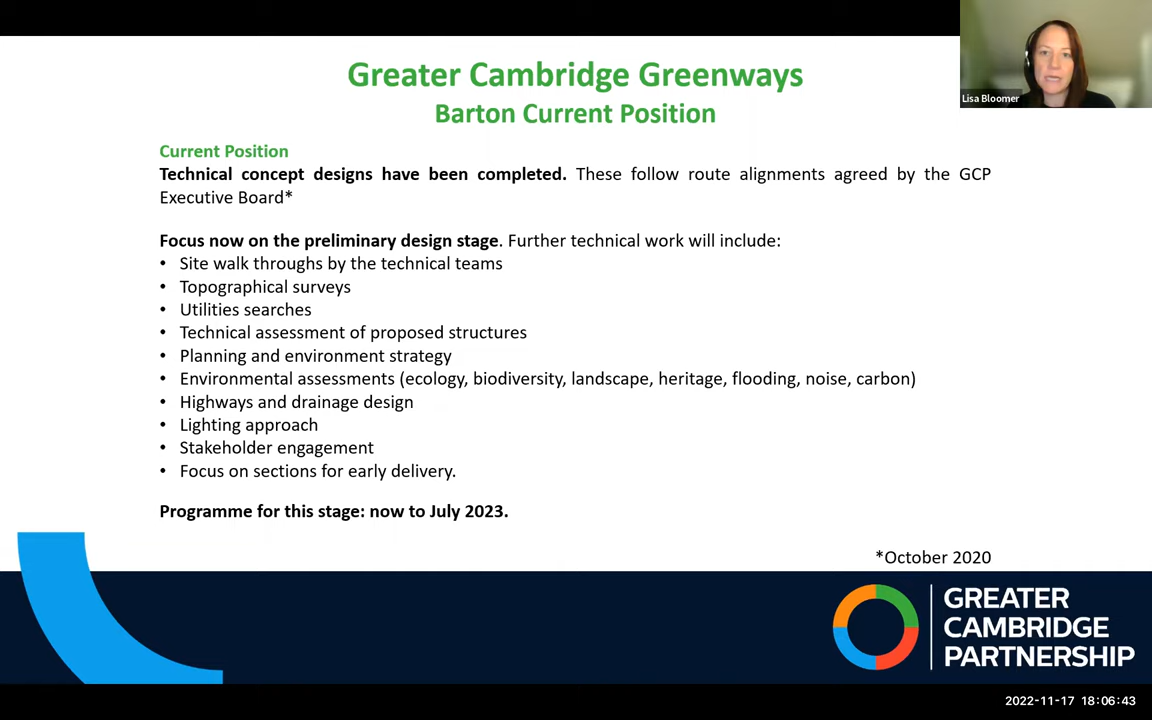 Greater Cambridge Greenways
Barton Current Position
Lisa Bloomer
Current Position
Technical concept designs have been completed. These follow route alignments agreed by the GCP
Executive Board*
Focus now on the preliminary design stage. Further technical work will include:
• Site walk throughs by the technical teams
• Topographical surveys
• Utilities searches
• Technical assessment of proposed structures
• Planning and environment strategy
• Environmental assessments (ecology, biodiversity, landscape, heritage, flooding, noise, carbon)
• Highways and drainage design
• Lighting approach
• Stakeholder engagement
• Focus on sections for early delivery.
Programme for this stage: now to July 2023.
*October 2020
GREATER
CAMBRIDGE
PARTNERSHIP
2022-11-17 18:06:43